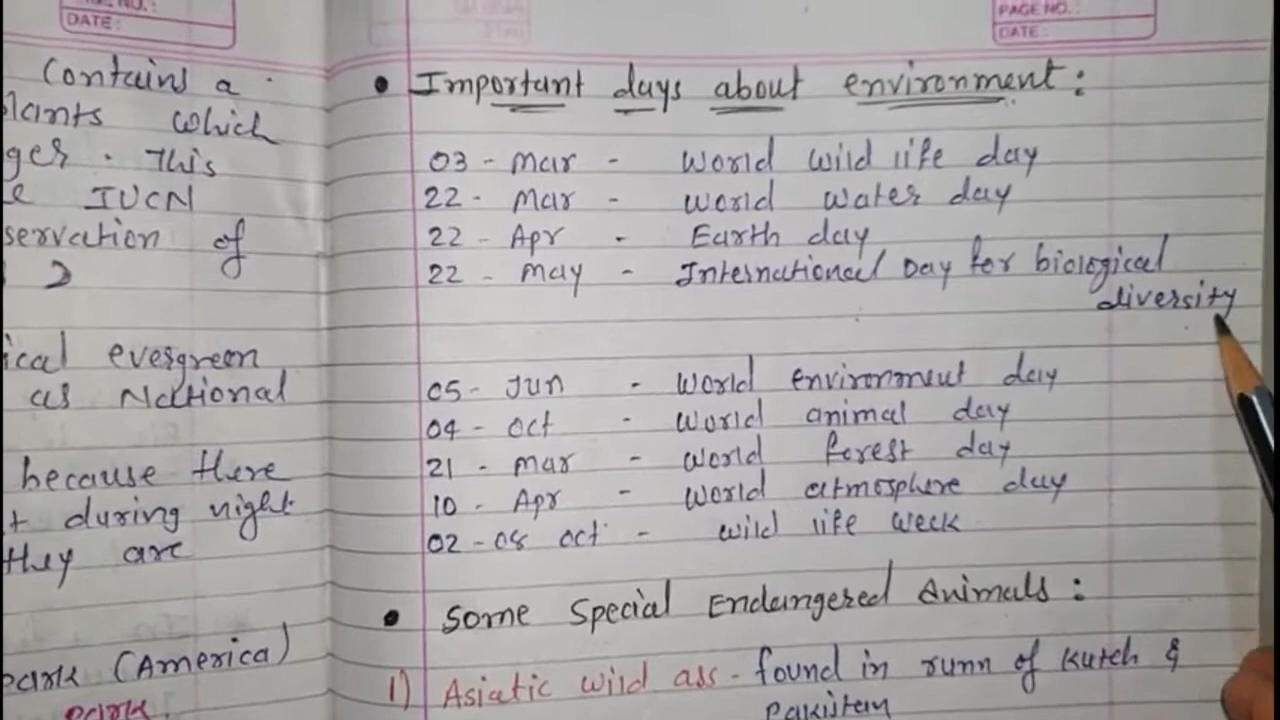 DATE:
PAGE NO.:
DATE:
Contains a
plants which
This
IUCN
servation of
ical evergreen
as National
because there
during night
they are
park (America)
park
• Important days about environment:
03 - Mar - World wild life day
22 - Mar - World water day
22 - Apr - Earth day
22 - May - International Day for biological
diversity
05 - Jun - World environment day
04 - Oct - World animal day
21 - Mar - World forest day
10 - Apr - World atmosphere day
02 - 08 Oct - wild life week
• Some Special Endangered Animals:
1) Asiatic wild ass - found in runn of Kutch &
Pakistan